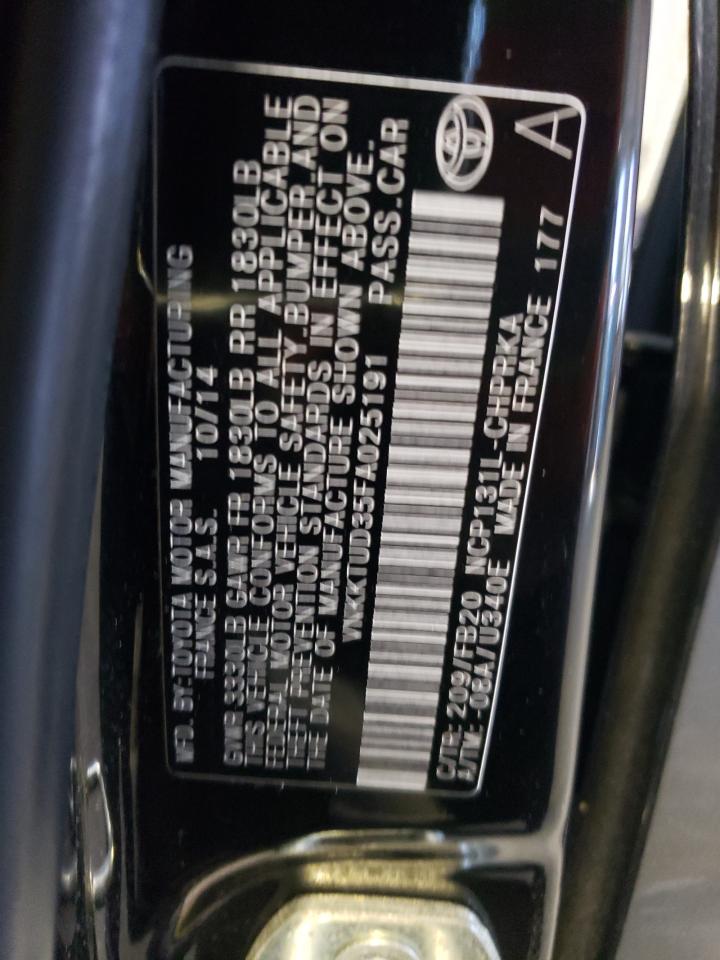 MFD. BY: TOYOTA MOTOR MANUFACTURING
FRANCE S.A.S. 10/14
GVWR 3330LB GAWR FR 1830LB RR 1830LB
THIS VEHICLE CONFORMS TO ALL APPLICABLE
FEDERAL MOTOR VEHICLE SAFETY, BUMPER, AND
THEFT PREVENTION STANDARDS IN EFFECT ON
THE DATE OF MANUFACTURE SHOWN ABOVE.
VNKKTUD35FA025191 PASS.CAR
C/TR: 209/FB20 NCP131L-CHPRKA
A/TM: -08A/U340E MADE IN FRANCE 177
A